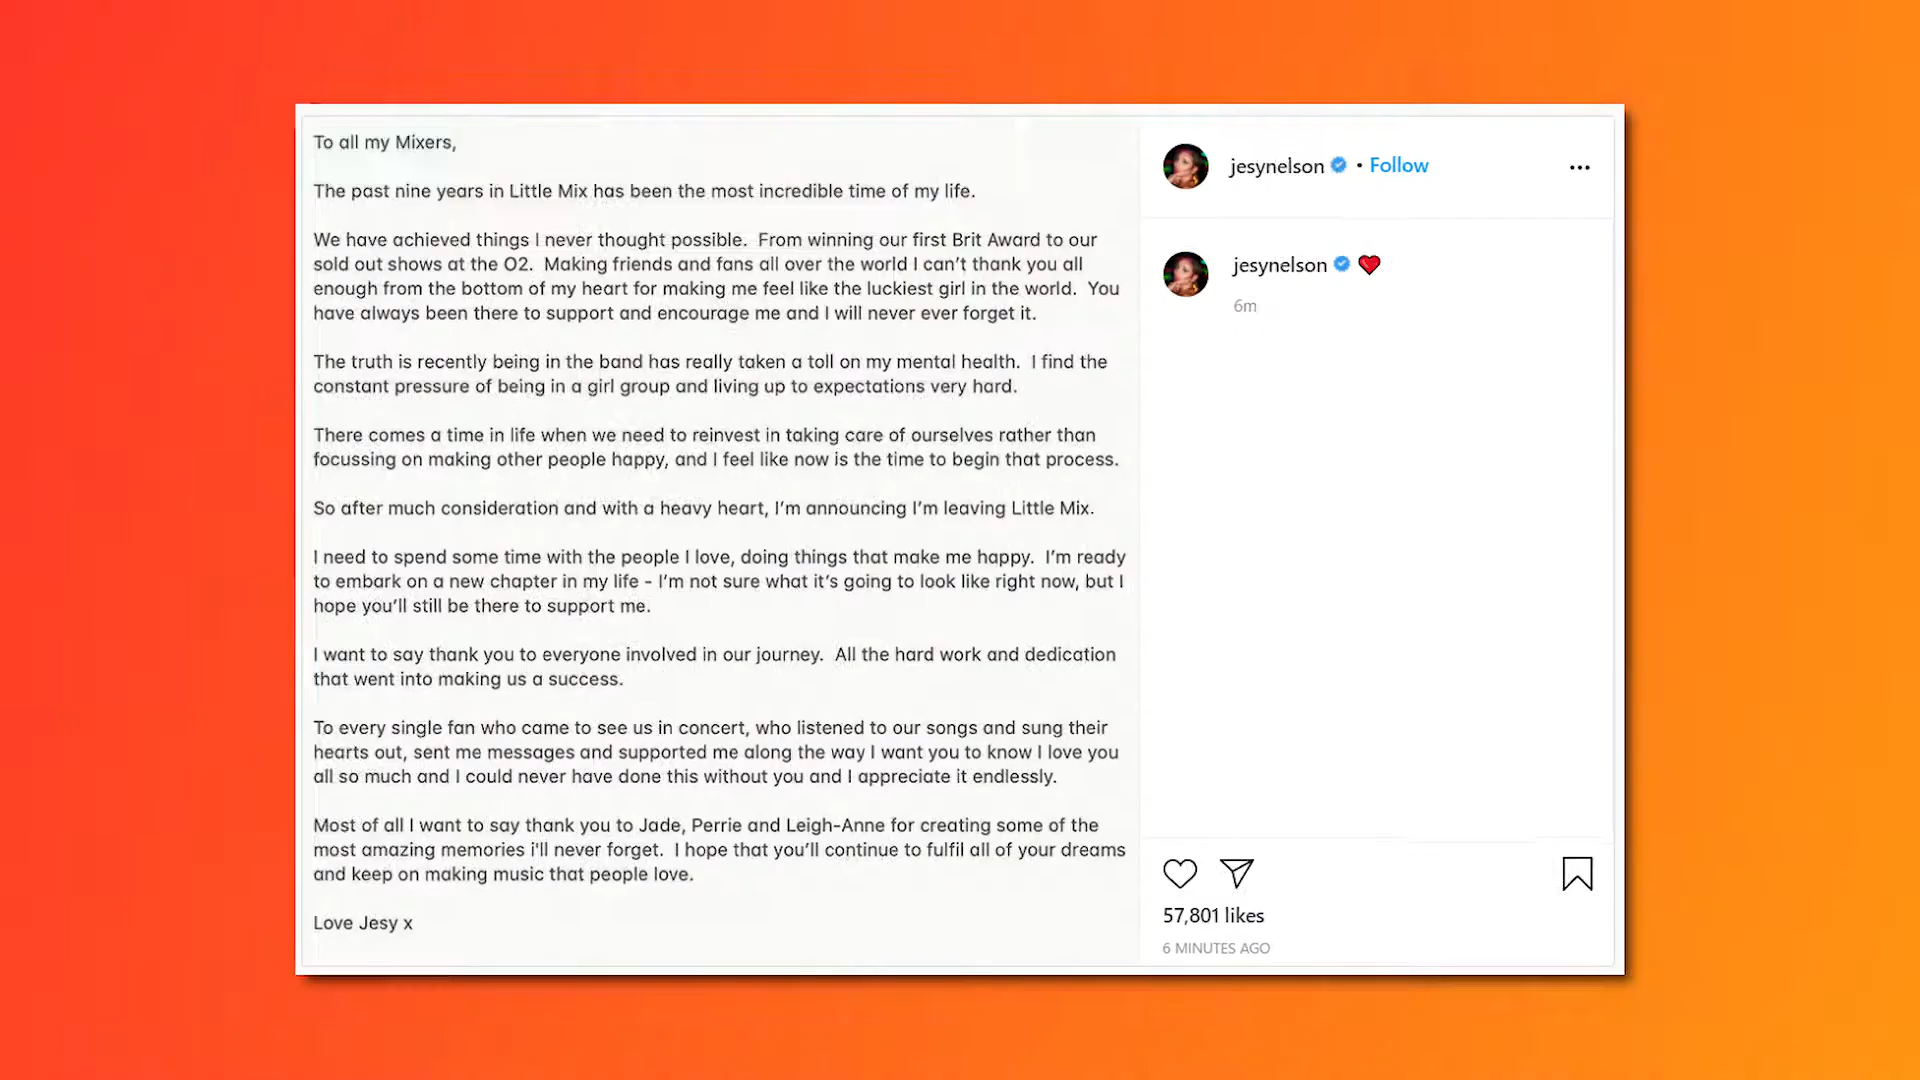 To all my Mixers,
The past nine years in Little Mix has been the most incredible time of my life.
We have achieved things I never thought possible.  From winning our first Brit Award to our
sold out shows at the O2.  Making friends and fans all over the world I can't thank you all
enough from the bottom of my heart for making me feel like the luckiest girl in the world.  You
have always been there to support and encourage me and I will never ever forget it.
The truth is recently being in the band has really taken a toll on my mental health.  I find the
constant pressure of being in a girl group and living up to expectations very hard.
There comes a time in life when we need to reinvest in taking care of ourselves rather than
focussing on making other people happy, and I feel like now is the time to begin that process.
So after much consideration and with a heavy heart, I'm announcing I'm leaving Little Mix.
I need to spend some time with the people I love, doing things that make me happy.  I'm ready
to embark on a new chapter in my life - I'm not sure what it's going to look like right now, but I
hope you'll still be there to support me.
I want to say thank you to everyone involved in our journey.  All the hard work and dedication
that went into making us a success.
To every single fan who came to see us in concert, who listened to our songs and sung their
hearts out, sent me messages and supported me along the way I want you to know I love you
all so much and I could never have done this without you and I appreciate it endlessly.
Most of all I want to say thank you to Jade, Perrie and Leigh-Anne for creating some of the
most amazing memories i'll never forget.  I hope that you'll continue to fulfil all of your dreams
and keep on making music that people love.
Love Jesy x
jesynelson • Follow
jesynelson ❤️
6m
57,801 likes
6 MINUTES AGO